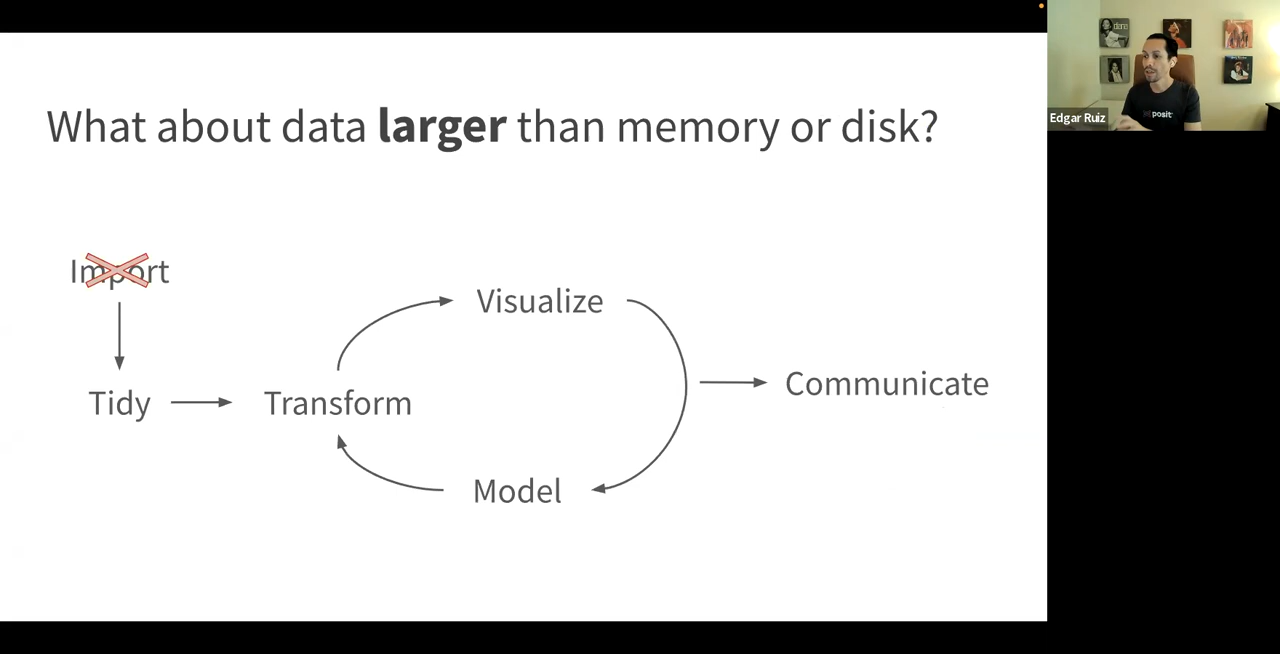 What about data larger than memory or disk?
Import
Visualize
Tidy
Transform
Communicate
Model
Edgar Ruiz
posit